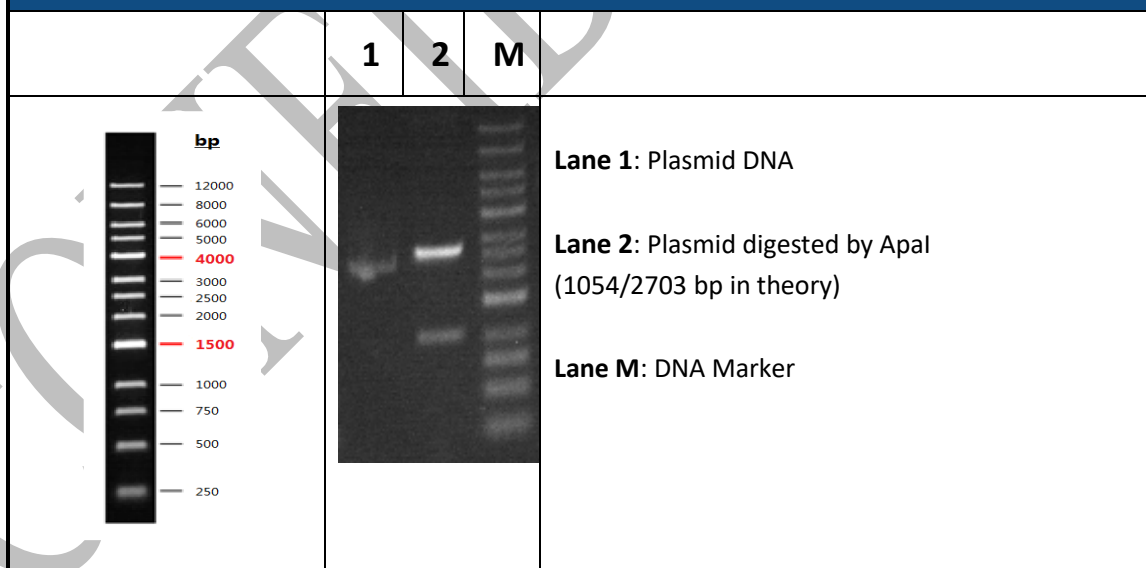 1 2 M
bp
12000
8000
6000
5000
4000
3000
2500
2000
1500
1000
750
500
250
Lane 1: Plasmid DNA
Lane 2: Plasmid digested by ApaI
(1054/2703 bp in theory)
Lane M: DNA Marker